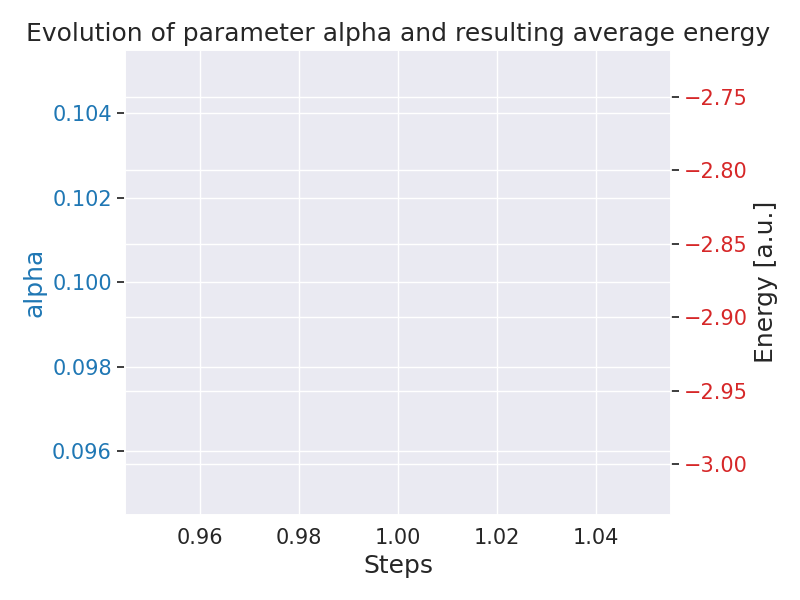 Evolution of parameter alpha and resulting average energy
0.104
0.102
0.100
0.098
0.096
alpha
−2.75
−2.80
−2.85
−2.90
−2.95
−3.00
Energy [a.u.]
0.96 0.98 1.00 1.02 1.04
Steps